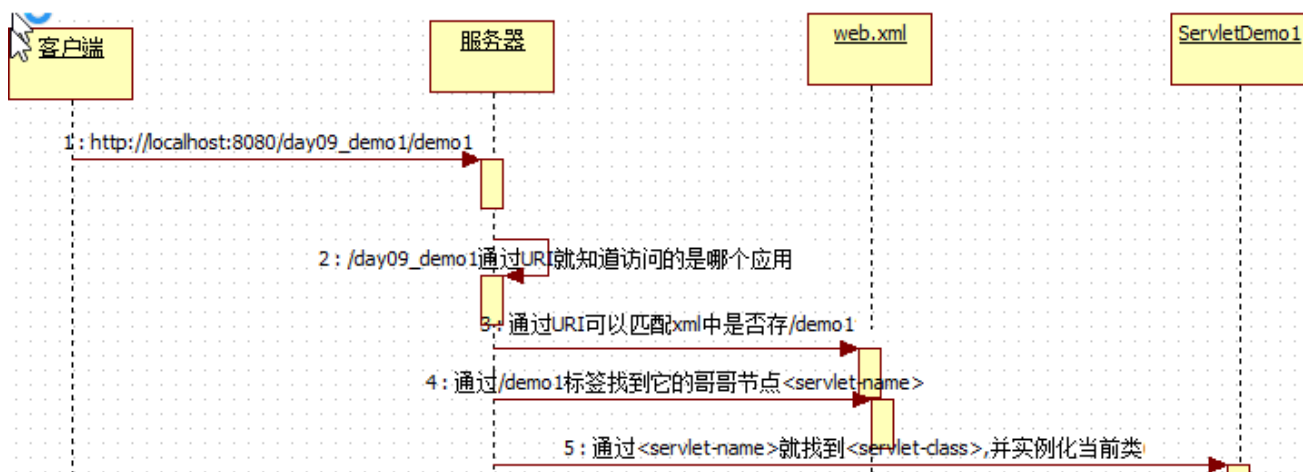 客户端
服务器
web.xml
ServletDemo1
1 : http://localhost:8080/day09_demo1/demo1
2 : /day09_demo1通过URI就知道访问的是哪个应用
3 : 通过URI可以匹配xml中是否存/demo1
4 : 通过/demo1标签找到它的哥哥节点<servlet-name>
5 : 通过<servlet-name>就找到<servlet-class>,并实例化当前类